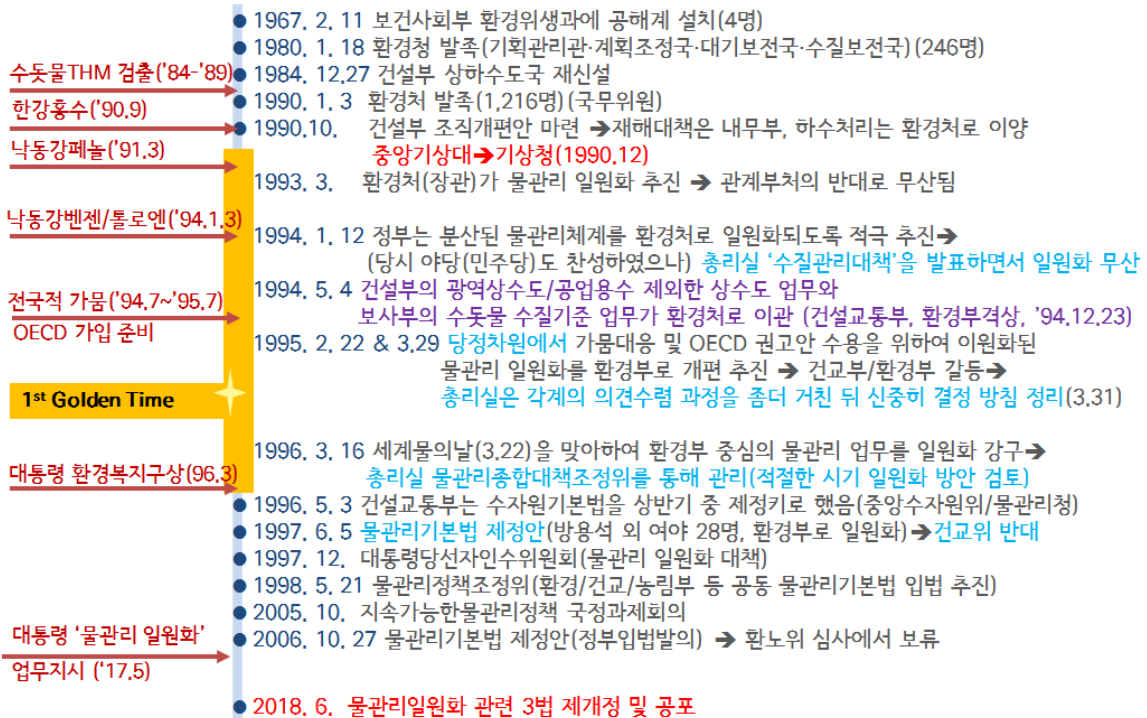 1967. 2. 11 보건사회부 환경위생과에 공해계 설치(4명)
1980. 1. 18 환경청 발족(기획관리관·계획조정국·대기보전국·수질보전국) (246명)
수돗물THM 검출('84-'89)
1984. 12.27 건설부 상하수도국 재신설
한강홍수('90.9)
1990. 1. 3 환경처 발족(1,216명) (국무위원)
1990.10. 건설부 조직개편안 마련 ➔재해대책은 내무부, 하수처리는 환경처로 이양
낙동강페놀('91.3)
중앙기상대➔기상청(1990.12)
1993. 3. 환경처(장관)가 물관리 일원화 추진 ➔ 관계부처의 반대로 무산됨
낙동강벤젠/톨로엔('94.1.3)
1994. 1. 12 정부는 분산된 물관리체계를 환경처로 일원화되도록 적극 추진➔
(당시 야당(민주당)도 찬성하였으나) 총리실 '수질관리대책'을 발표하면서 일원화 무산
전국적 가뭄('94.7~'95.7)
OECD 가입 준비
1994. 5. 4 건설부의 광역상수도/공업용수 제외한 상수도 업무와
보사부의 수돗물 수질기준 업무가 환경처로 이관 (건설교통부, 환경부격상, '94.12.23)
1995. 2. 22 & 3.29 당정차원에서 가뭄대응 및 OECD 권고안 수용을 위하여 이원화된
물관리 일원화를 환경부로 개편 추진 ➔ 건교부/환경부 갈등➔
총리실은 각계의 의견수렴 과정을 좀더 거친 뒤 신중히 결정 방침 정리(3.31)
1st Golden Time
1996. 3. 16 세계물의날(3.22)을 맞아하여 환경부 중심의 물관리 업무를 일원화 강구➔
대통령 환경복지구상(96.3)
총리실 물관리종합대책조정위를 통해 관리(적절한 시기 일원화 방안 검토)
1996. 5. 3 건설교통부는 수자원기본법을 상반기 중 제정키로 했음(중앙수자원위/물관리청)
1997. 6. 5 물관리기본법 제정안(방용석 외 여야 28명, 환경부로 일원화)➔건교위 반대
1997. 12. 대통령당선자인수위원회(물관리 일원화 대책)
1998. 5. 21 물관리정책조정위(환경/건교/농림부 등 공동 물관리기본법 입법 추진)
2005. 10. 지속가능한물관리정책 국정과제회의
대통령 '물관리 일원화'
업무지시 ('17.5)
2006. 10. 27 물관리기본법 제정안(정부입법발의) ➔ 환노위 심사에서 보류
2018. 6. 물관리일원화 관련 3법 제개정 및 공포